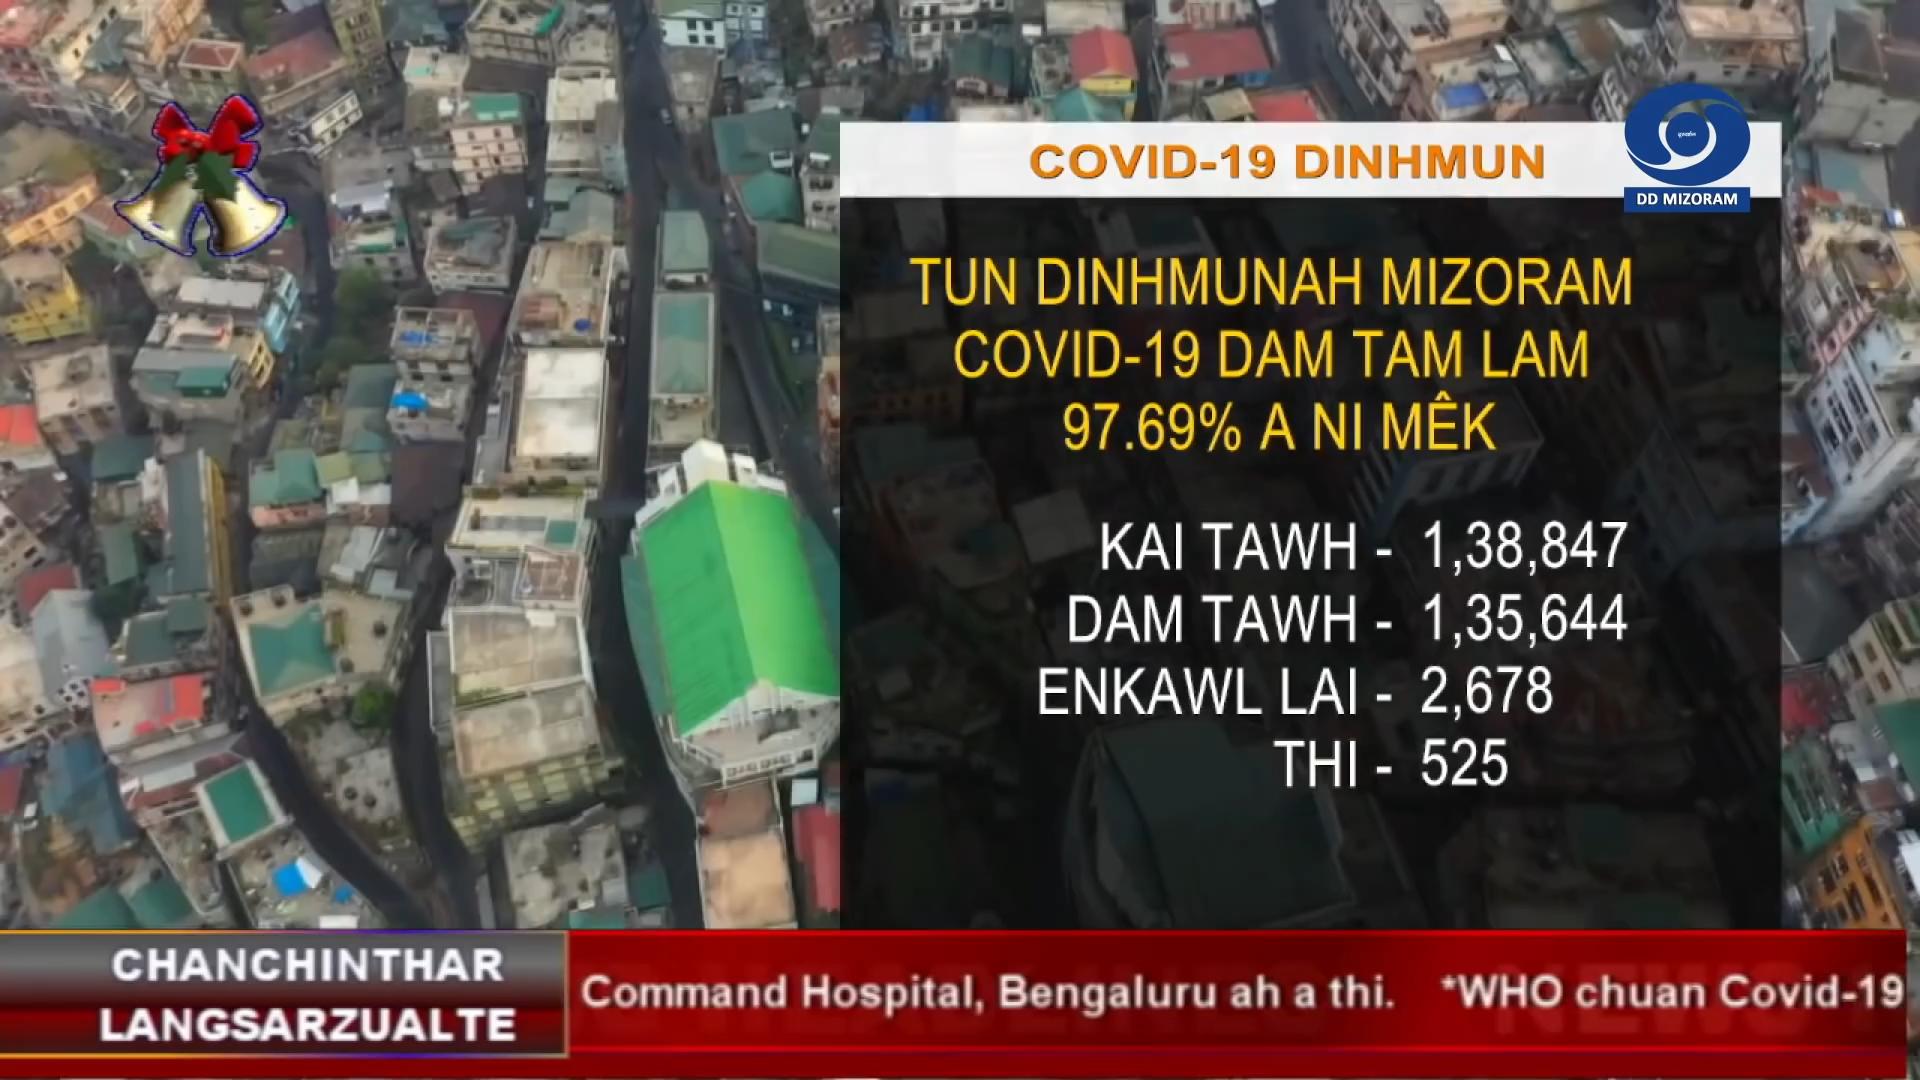 COVID-19 DINHMUN
DD MIZORAM
TUN DINHMUNAH MIZORAM
COVID-19 DAM TAM LAM
97.69% A NI MÊK
KAI TAWH - 1,38,847
DAM TAWH - 1,35,644
ENKAWL LAI - 2,678
THI - 525
CHANCHINTHAR
LANGSARZUALTE
Command Hospital, Bengaluru ah a thi. *WHO chuan Covid-19